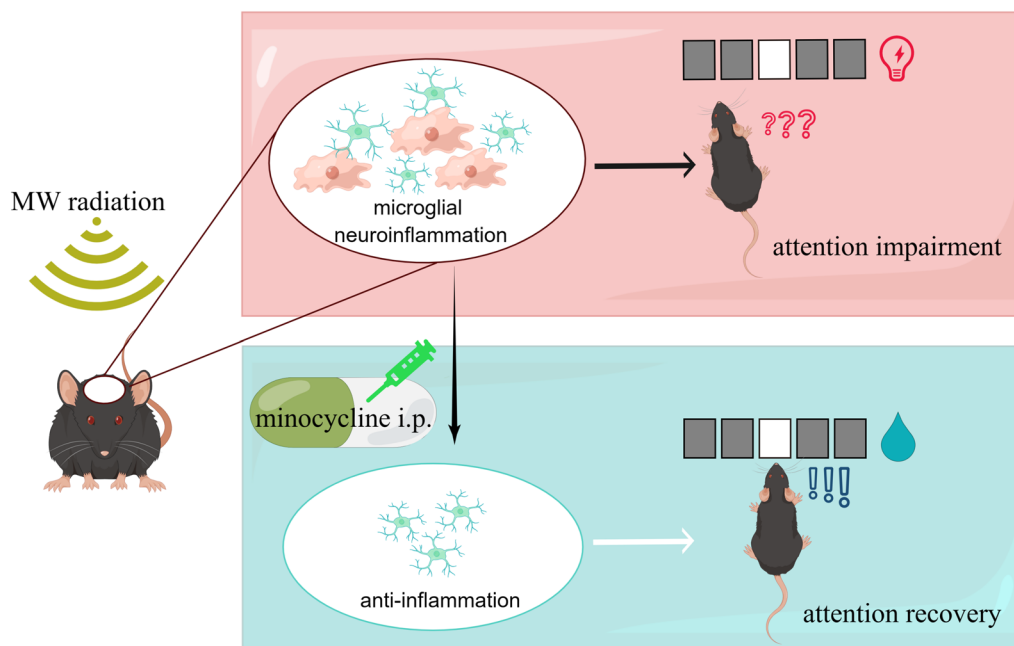 MW radiation
microglial
neuroinflammation
???
attention impairment
minocycline i.p.
anti-inflammation
!!!
attention recovery